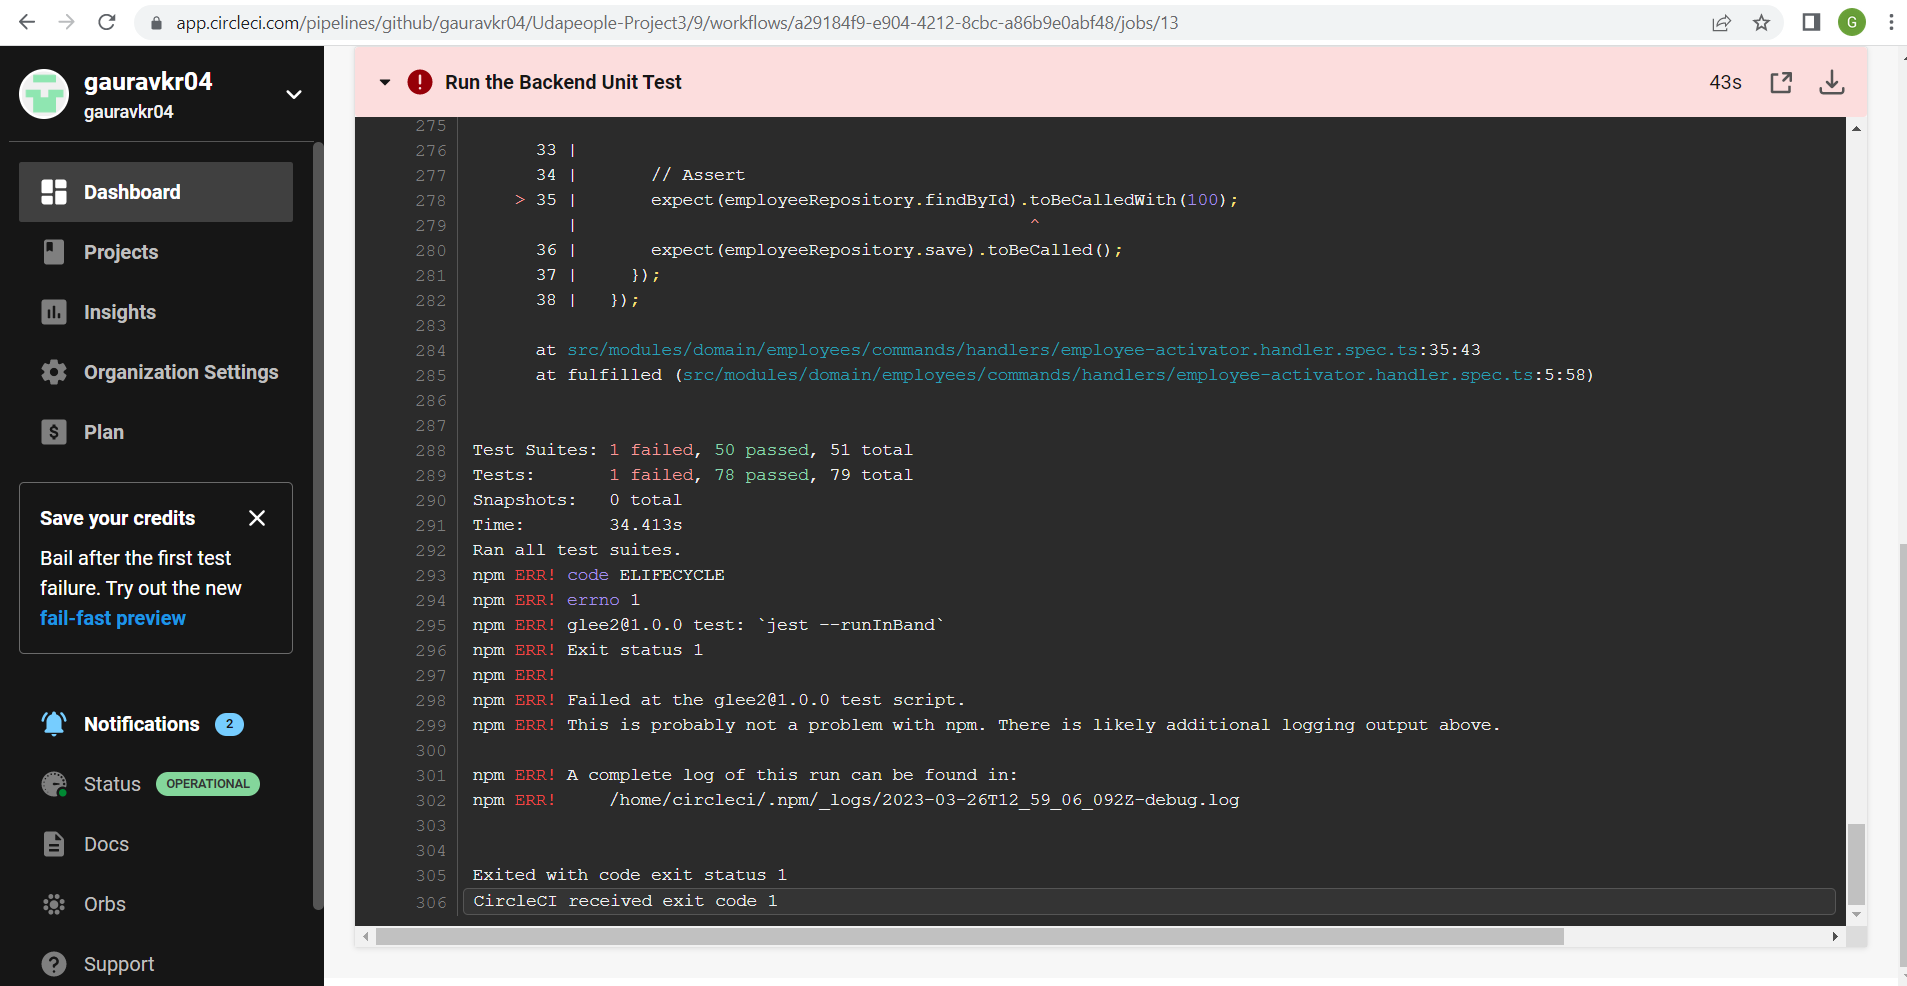 app.circleci.com/pipelines/github/gauravkr04/Udapeople-Project3/9/workflows/a29184f9-e904-4212-8cbc-a86b9e0abf48/jobs/13
G
gauravkr04
gauravkr04
Dashboard
Projects
Insights
Organization Settings
Plan
Save your credits
Bail after the first test
failure. Try out the new
fail-fast preview
Notifications 2
Status OPERATIONAL
Docs
Orbs
Support
Run the Backend Unit Test 43s
275
276 33 |
277 34 | // Assert
278 > 35 | expect(employeeRepository.findById).toBeCalledWith(100);
279 | ^
280 36 | expect(employeeRepository.save).toBeCalled();
281 37 | });
282 38 | });
283
284 at src/modules/domain/employees/commands/handlers/employee-activator.handler.spec.ts:35:43
285 at fulfilled (src/modules/domain/employees/commands/handlers/employee-activator.handler.spec.ts:5:58)
286
287
288 Test Suites: 1 failed, 50 passed, 51 total
289 Tests: 1 failed, 78 passed, 79 total
290 Snapshots: 0 total
291 Time: 34.413s
292 Ran all test suites.
293 npm ERR! code ELIFECYCLE
294 npm ERR! errno 1
295 npm ERR! glee2@1.0.0 test: `jest --runInBand`
296 npm ERR! Exit status 1
297 npm ERR!
298 npm ERR! Failed at the glee2@1.0.0 test script.
299 npm ERR! This is probably not a problem with npm. There is likely additional logging output above.
300
301 npm ERR! A complete log of this run can be found in:
302 npm ERR! /home/circleci/.npm/_logs/2023-03-26T12_59_06_092Z-debug.log
303
304
305 Exited with code exit status 1
306 CircleCI received exit code 1